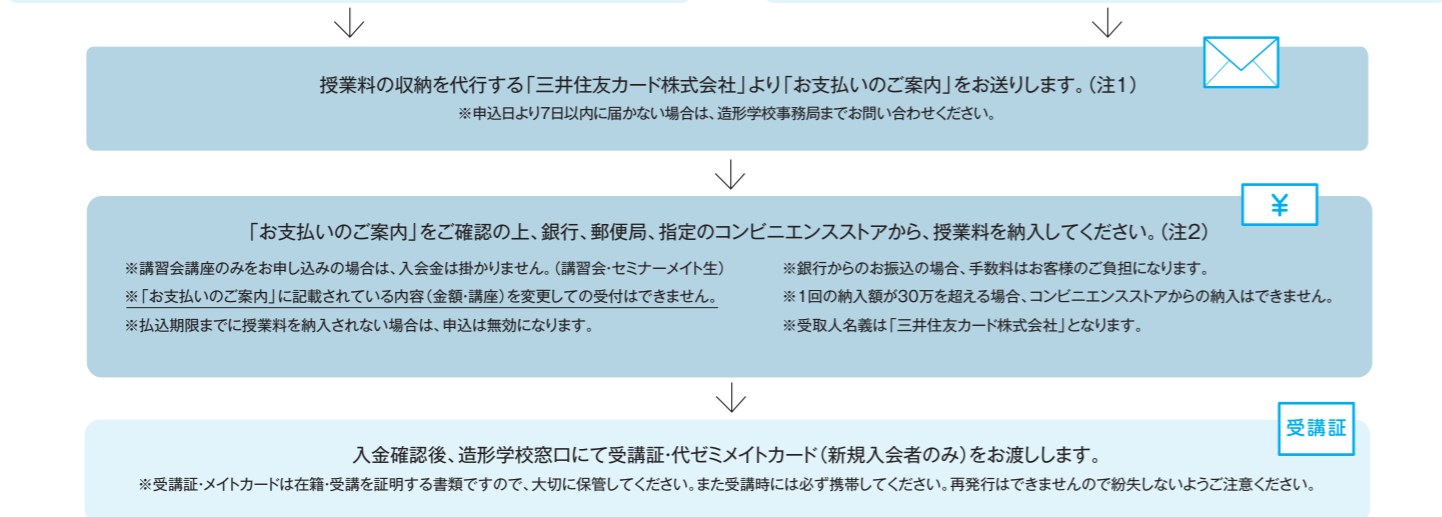 授業料の収納を代行する「三井住友カード株式会社」より「お支払いのご案内」をお送りします。(注1)
※申込日より7日以内に届かない場合は、造形学校事務局までお問い合わせください。
¥
「お支払いのご案内」をご確認の上、銀行、郵便局、指定のコンビニエンスストアから、授業料を納入してください。(注2)
※講習会講座のみをお申し込みの場合は、入会金は掛かりません。(講習会・セミナーメイト生)
※「お支払いのご案内」に記載されている内容(金額・講座)を変更しての受付はできません。
※払込期限までに授業料を納入されない場合は、申込は無効になります。
※銀行からのお振込の場合、手数料はお客様のご負担になります。
※1回の納入額が30万を超える場合、コンビニエンスストアからの納入はできません。
※受取人名義は「三井住友カード株式会社」となります。
受講証
入金確認後、造形学校窓口にて受講証・代ゼミメイトカード(新規入会者のみ)をお渡しします。
※受講証・メイトカードは在籍・受講を証明する書類ですので、大切に保管してください。また受講時には必ず携帯してください。再発行はできませんので紛失しないようご注意ください。